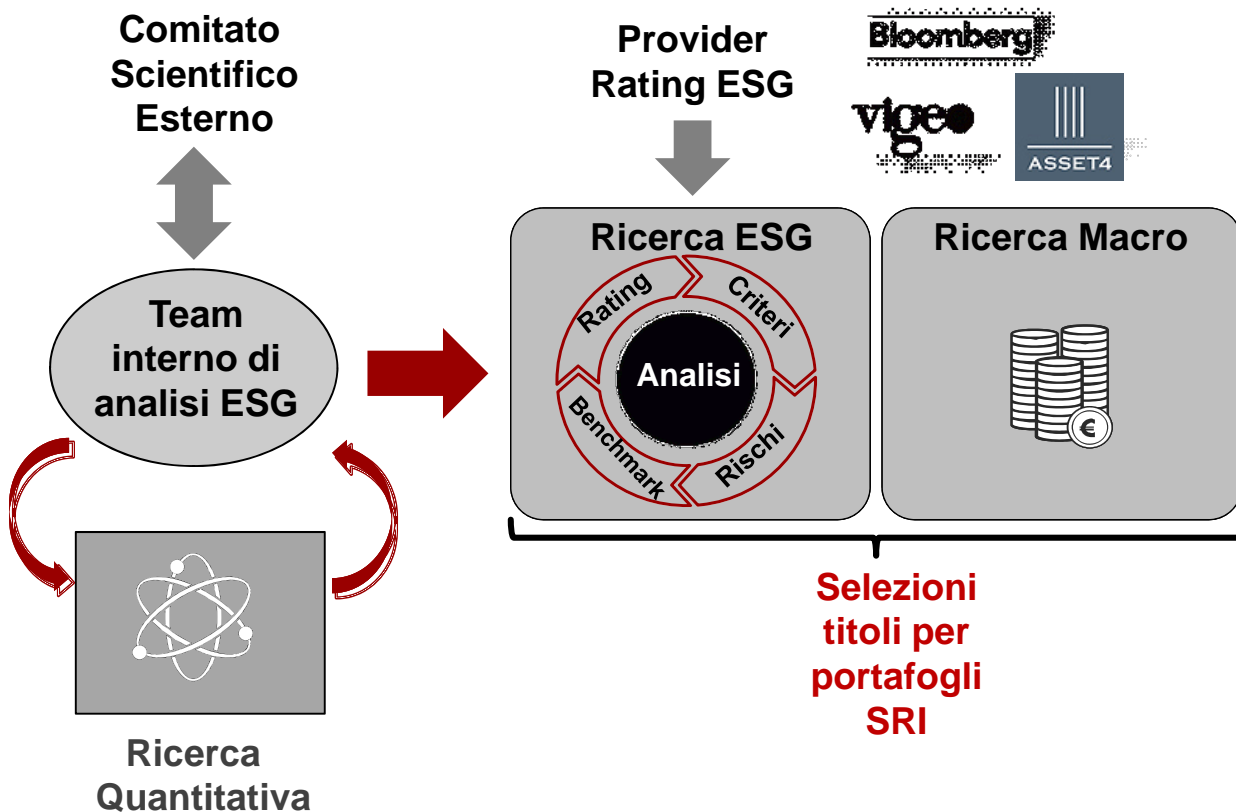 Comitato
Scientifico
Esterno
Provider
Rating ESG
Bloomberg
vigeo
ASSET4
Team
interno di
analisi ESG
Ricerca ESG
Rating
Criteri
Analisi
Benchmark
Rischi
Ricerca Macro
€
Selezioni
titoli per
portafogli
SRI
Ricerca
Quantitativa